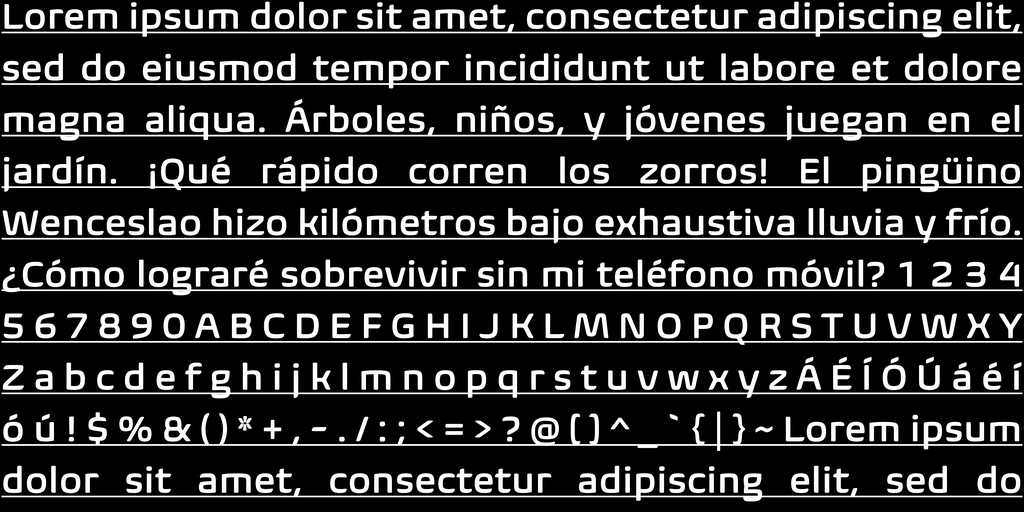 Lorem ipsum dolor sit amet, consectetur adipiscing elit,
sed do eiusmod tempor incididunt ut labore et dolore
magna aliqua. Árboles, niños, y jóvenes juegan en el
jardín. ¡Qué rápido corren los zorros! El pingüino
Wenceslao hizo kilómetros bajo exhaustiva lluvia y frío.
¿Cómo lograré sobrevivir sin mi teléfono móvil? 1 2 3 4
5 6 7 8 9 0 A B C D E F G H I J K L M N O P Q R S T U V W X Y
Z a b c d e f g h i j k l m n o p q r s t u v w x y z Á É Í Ó Ú á é í
ó ú ! $ % & ( ) * + , - . / : ; < = > ? @ [ ] ^ _ ` { | } ~ Lorem ipsum
dolor sit amet, consectetur adipiscing elit, sed do